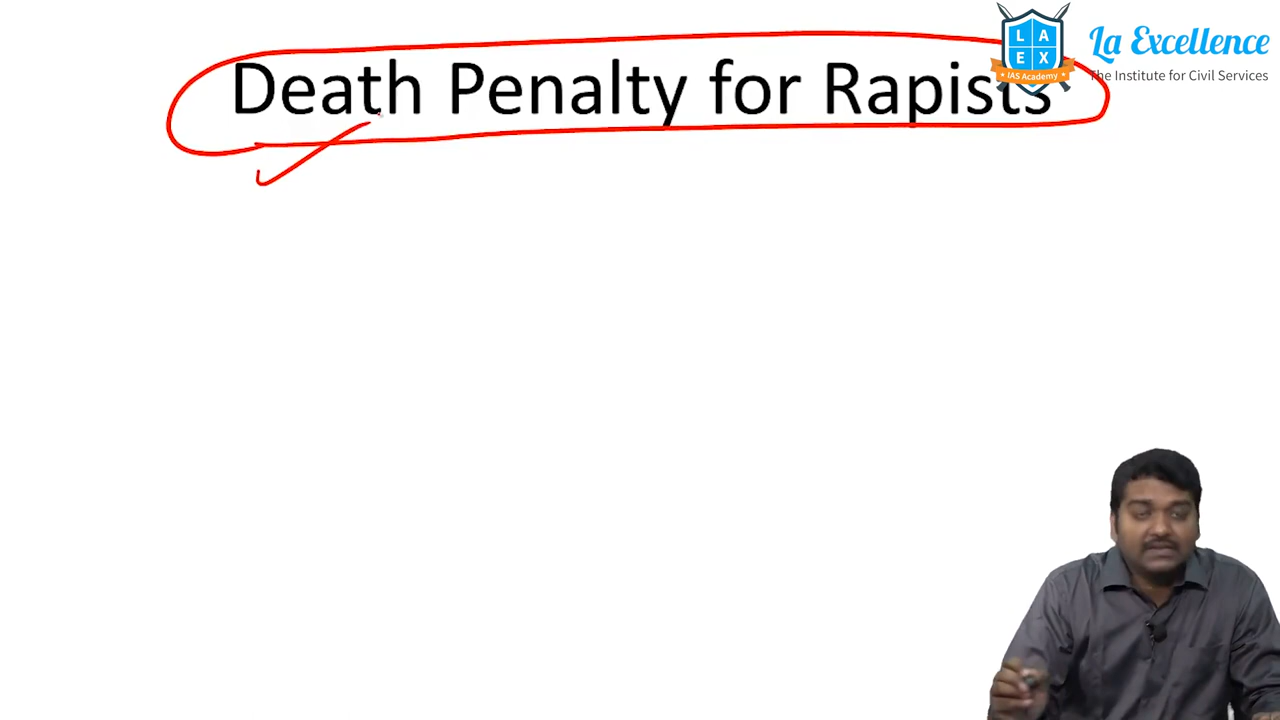 Death Penalty for Rapists
L A
E X
IAS Academy
La Excellence
The Institute for Civil Services